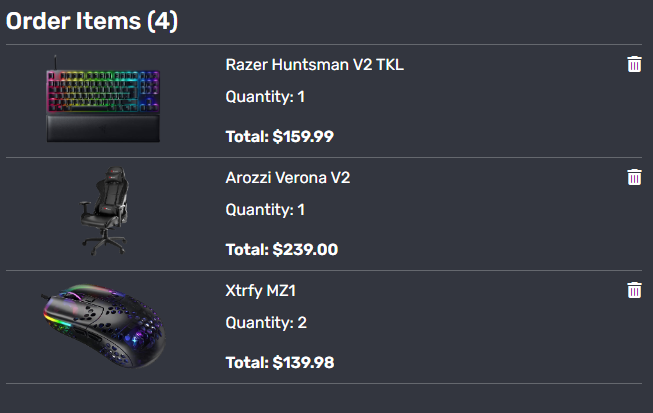 Order Items (4)
Razer Huntsman V2 TKL
Quantity: 1
Total: $159.99
Arozzi Verona V2
Quantity: 1
Total: $239.00
Xtrfy MZ1
Quantity: 2
Total: $139.98